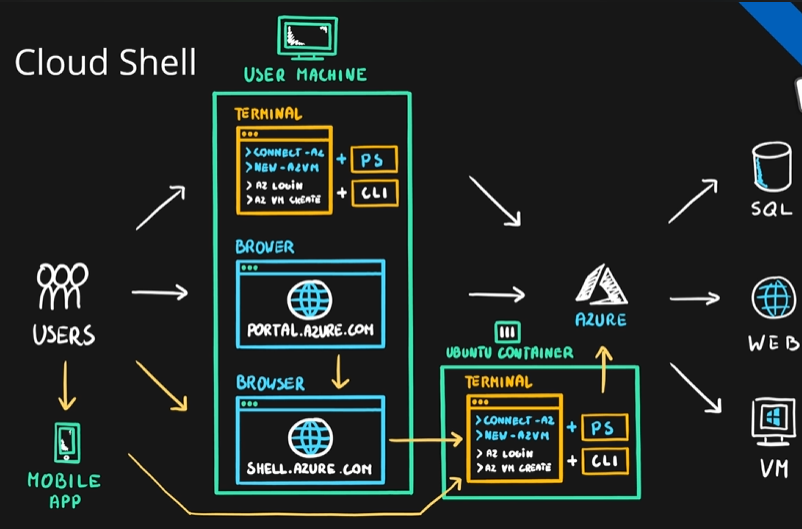 Cloud Shell
USER MACHINE
TERMINAL
>CONNECT-AZ
>NEW-AZVM
>AZ LOGIN
>AZ VM CREATE
+ PS
+ CLI
BROVER
PORTAL.AZURE.COM
BROWSER
SHELL.AZURE.COM
USERS
MOBILE
APP
UBUNTU CONTAINER
TERMINAL
>CONNECT-AZ
>NEW-AZVM
>AZ LOGIN
>AZ VM CREATE
+ PS
+ CLI
AZURE
SQL
WEB
VM